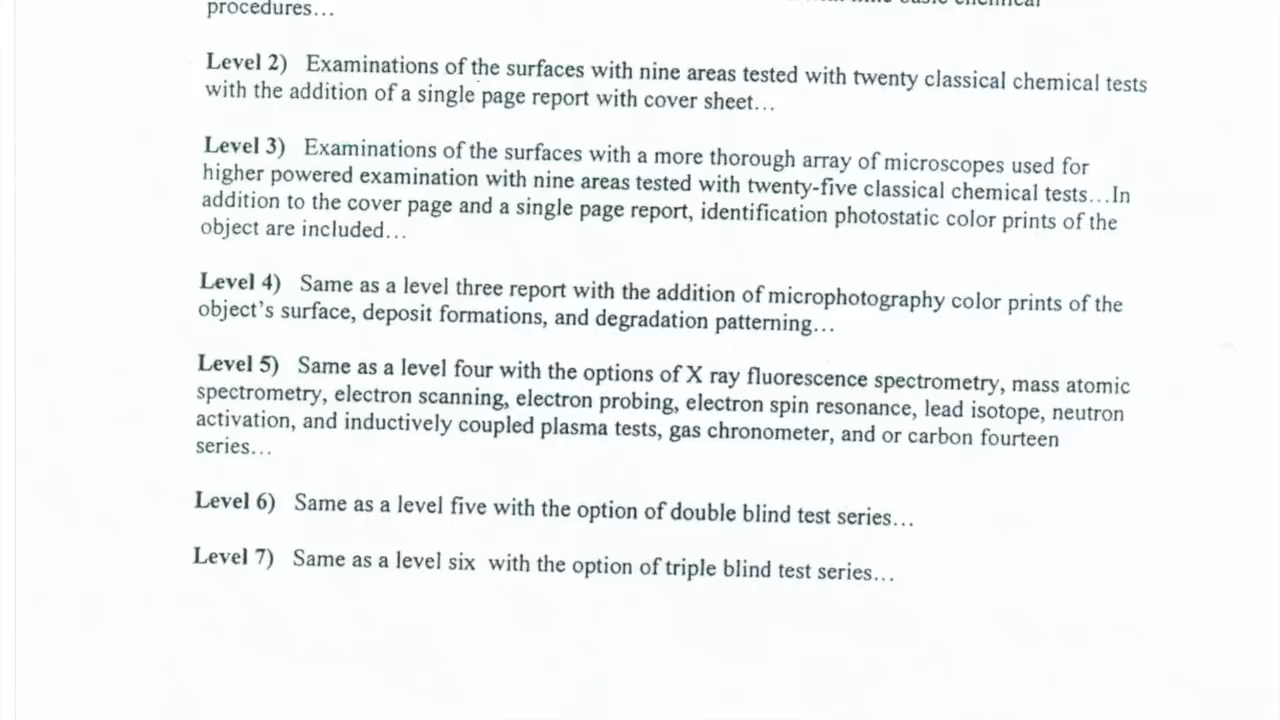 procedures…
Level 2) Examinations of the surfaces with nine areas tested with twenty classical chemical tests
with the addition of a single page report with cover sheet…
Level 3) Examinations of the surfaces with a more thorough array of microscopes used for
higher powered examination with nine areas tested with twenty-five classical chemical tests…In
addition to the cover page and a single page report, identification photostatic color prints of the
object are included…
Level 4) Same as a level three report with the addition of microphotography color prints of the
object's surface, deposit formations, and degradation patterning…
Level 5) Same as a level four with the options of X ray fluorescence spectrometry, mass atomic
spectrometry, electron scanning, electron probing, electron spin resonance, lead isotope, neutron
activation, and inductively coupled plasma tests, gas chronometer, and or carbon fourteen
series…
Level 6) Same as a level five with the option of double blind test series…
Level 7) Same as a level six with the option of triple blind test series…